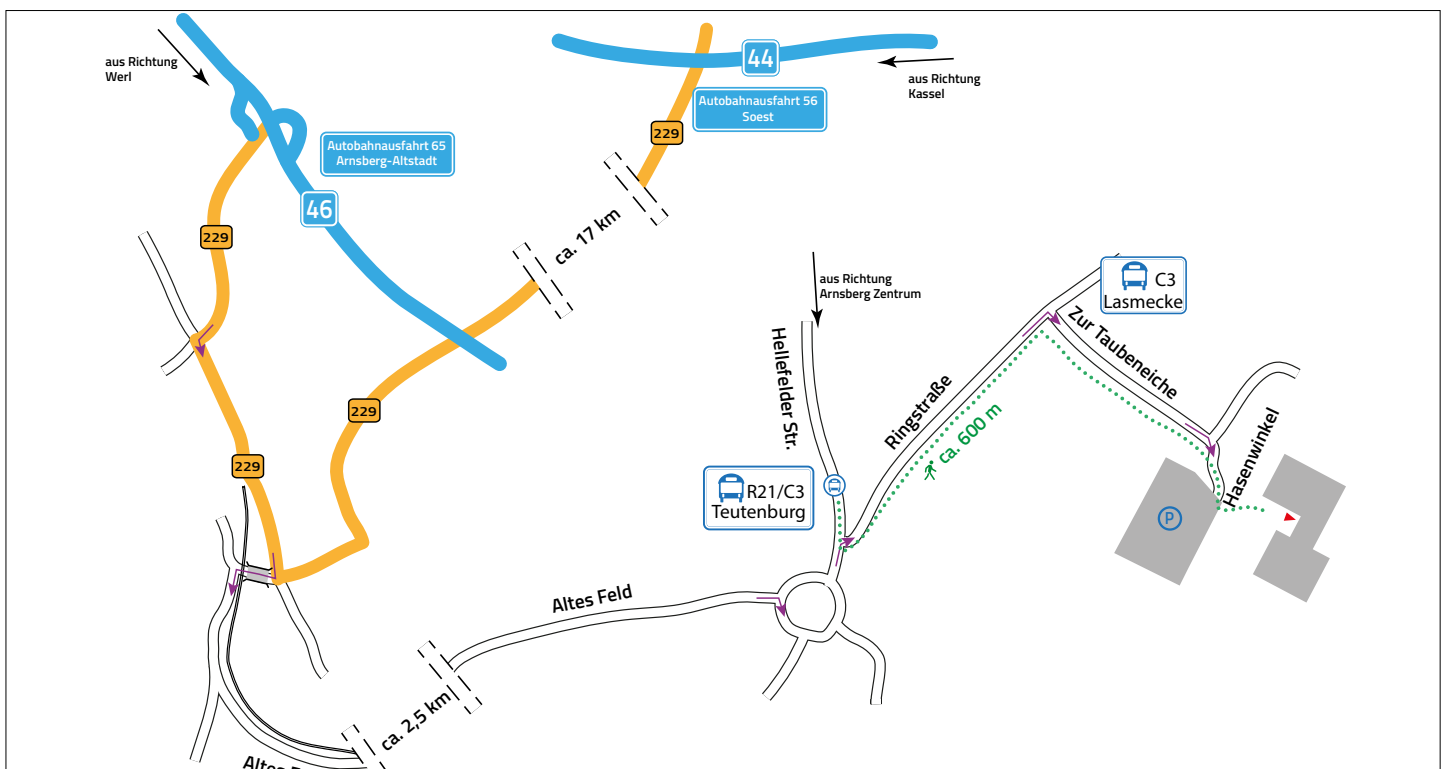 aus Richtung
Werl
44
aus Richtung
Kassel
Autobahnausfahrt 56
Soest
229
Autobahnausfahrt 65
Arnsberg-Altstadt
46
229
ca. 17 km
aus Richtung
Arnsberg Zentrum
C3
Lasmecke
Zur Taubeneiche
Hellefelder Str.
Ringstraße
229
ca. 600 m
Hasenwinkel
229
R21/C3
Teutenburg
P
Altes Feld
ca. 2,5 km
Altes